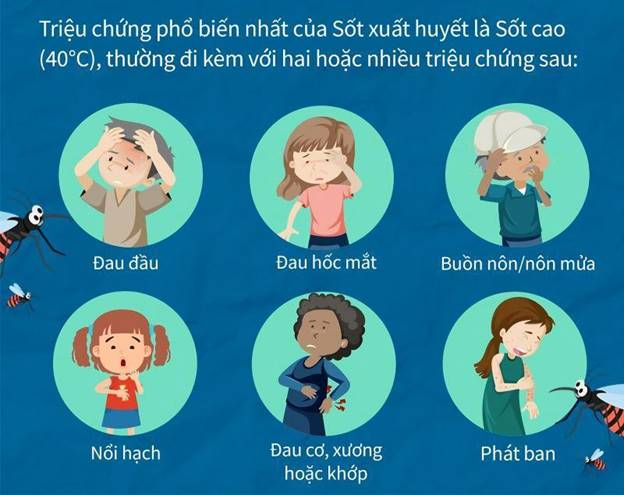 Triệu chứng phổ biến nhất của Sốt xuất huyết là Sốt cao
(40°C), thường đi kèm với hai hoặc nhiều triệu chứng sau:
Đau đầu
Đau hốc mắt
Buồn nôn/nôn mửa
Nổi hạch
Đau cơ, xương
hoặc khớp
Phát ban